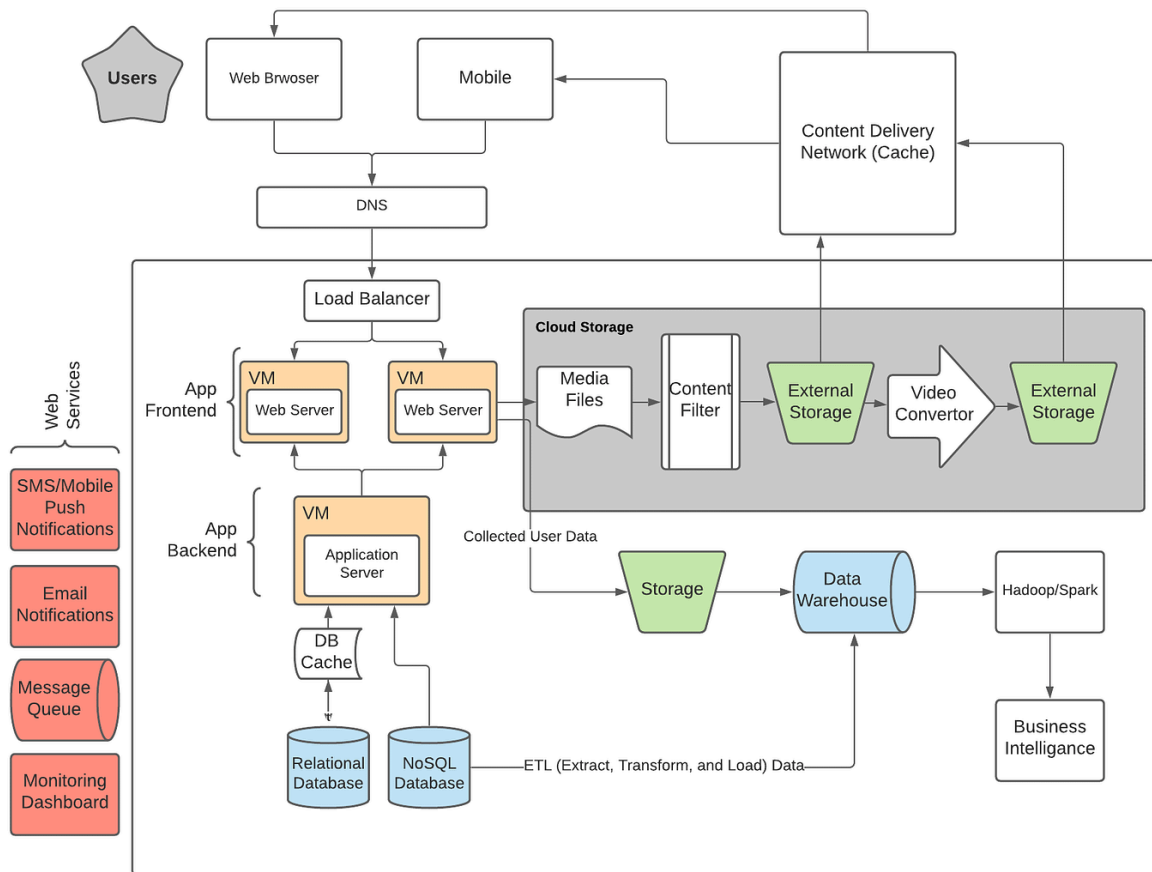 Users
Web Brwoser
Mobile
Content Delivery
Network (Cache)
DNS
Load Balancer
Cloud Storage
App
Frontend
VM
Web Server
VM
Web Server
Media
Files
Content
Filter
External
Storage
Video
Convertor
External
Storage
Web
Services
SMS/Mobile
Push
Notifications
Email
Notifications
Message
Queue
Monitoring
Dashboard
App
Backend
VM
Application
Server
Collected User Data
Storage
Data
Warehouse
Hadoop/Spark
DB
Cache
Relational
Database
NoSQL
Database
ETL (Extract, Transform, and Load) Data
Business
Intelligance